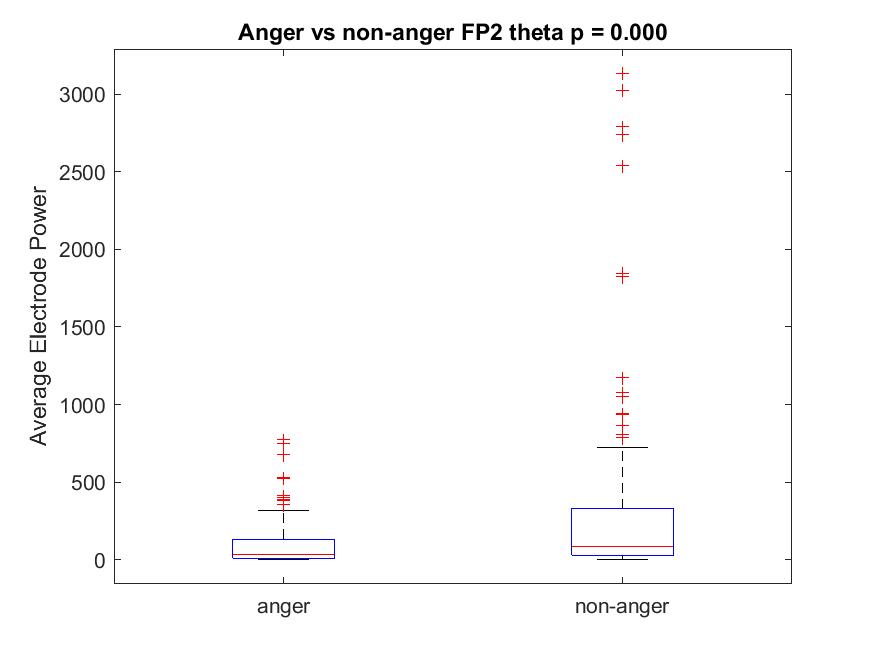 Anger vs non-anger FP2 theta p = 0.000
Average Electrode Power
3000
2500
2000
1500
1000
500
0
anger
non-anger